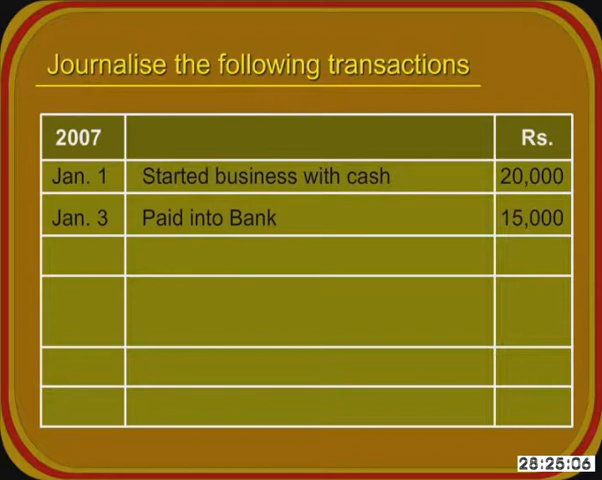 Journalise the following transactions
2007 Rs.
Jan. 1 Started business with cash 20,000
Jan. 3 Paid into Bank 15,000
28:25:06